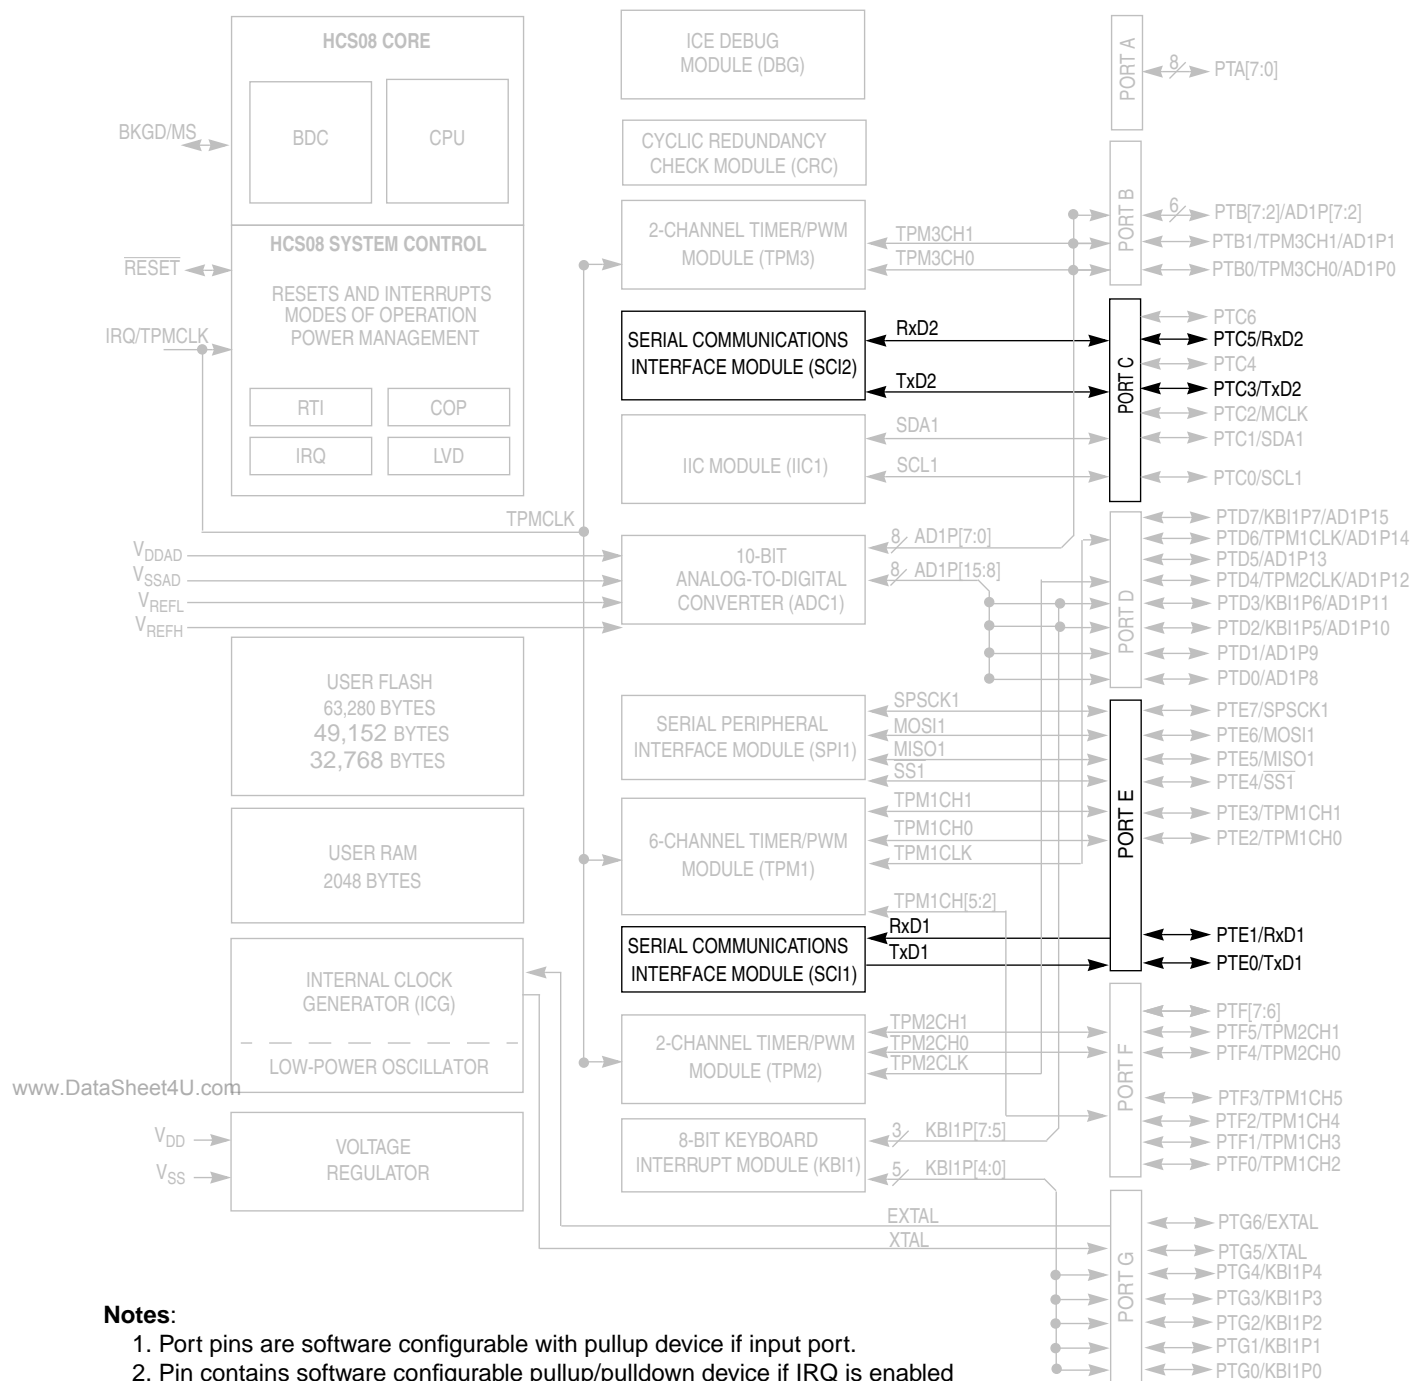 HCS08 CORE
BDC
CPU
BKGD/MS
HCS08 SYSTEM CONTROL
RESET
RESETS AND INTERRUPTS
MODES OF OPERATION
POWER MANAGEMENT
IRQ/TPMCLK
RTI
COP
IRQ
LVD
TPMCLK
VDDAD
VSSAD
VREFL
VREFH
USER FLASH
63,280 BYTES
49,152 BYTES
32,768 BYTES
USER RAM
2048 BYTES
INTERNAL CLOCK
GENERATOR (ICG)
LOW-POWER OSCILLATOR
www.DataSheet4U.com
VDD
VSS
VOLTAGE
REGULATOR
ICE DEBUG
MODULE (DBG)
CYCLIC REDUNDANCY
CHECK MODULE (CRC)
2-CHANNEL TIMER/PWM
MODULE (TPM3)
TPM3CH1
TPM3CH0
SERIAL COMMUNICATIONS
INTERFACE MODULE (SCI2)
RxD2
TxD2
IIC MODULE (IIC1)
SDA1
SCL1
10-BIT
ANALOG-TO-DIGITAL
CONVERTER (ADC1)
8 AD1P[7:0]
8 AD1P[15:8]
SERIAL PERIPHERAL
INTERFACE MODULE (SPI1)
SPSCK1
MOSI1
MISO1
SS1
6-CHANNEL TIMER/PWM
MODULE (TPM1)
TPM1CH1
TPM1CH0
TPM1CLK
TPM1CH[5:2]
SERIAL COMMUNICATIONS
INTERFACE MODULE (SCI1)
RxD1
TxD1
2-CHANNEL TIMER/PWM
MODULE (TPM2)
TPM2CH1
TPM2CH0
TPM2CLK
8-BIT KEYBOARD
INTERRUPT MODULE (KBI1)
3 KBI1P[7:5]
5 KBI1P[4:0]
EXTAL
XTAL
PORT A
8 PTA[7:0]
PORT B
6 PTB[7:2]/AD1P[7:2]
PTB1/TPM3CH1/AD1P1
PTB0/TPM3CH0/AD1P0
PORT C
PTC6
PTC5/RxD2
PTC4
PTC3/TxD2
PTC2/MCLK
PTC1/SDA1
PTC0/SCL1
PORT D
PTD7/KBI1P7/AD1P15
PTD6/TPM1CLK/AD1P14
PTD5/AD1P13
PTD4/TPM2CLK/AD1P12
PTD3/KBI1P6/AD1P11
PTD2/KBI1P5/AD1P10
PTD1/AD1P9
PTD0/AD1P8
PORT E
PTE7/SPSCK1
PTE6/MOSI1
PTE5/MISO1
PTE4/SS1
PTE3/TPM1CH1
PTE2/TPM1CH0
PTE1/RxD1
PTE0/TxD1
PORT F
PTF[7:6]
PTF5/TPM2CH1
PTF4/TPM2CH0
PTF3/TPM1CH5
PTF2/TPM1CH4
PTF1/TPM1CH3
PTF0/TPM1CH2
PORT G
PTG6/EXTAL
PTG5/XTAL
PTG4/KBI1P4
PTG3/KBI1P3
PTG2/KBI1P2
PTG1/KBI1P1
PTG0/KBI1P0
Notes:
1. Port pins are software configurable with pullup device if input port.
2. Pin contains software configurable pullup/pulldown device if IRQ is enabled